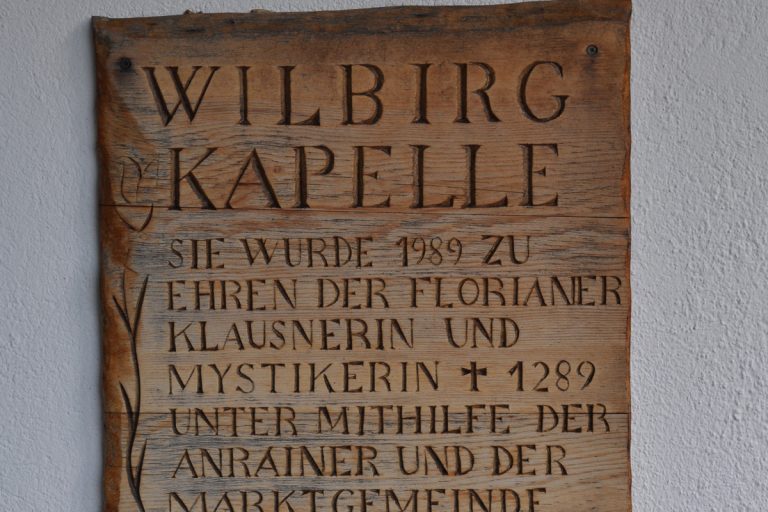 WILBIRG
KAPELLE
SIE WURDE 1989 ZU
EHREN DER FLORIANER
KLAUSNERIN UND
MYSTIKERIN ✝ 1289
UNTER MITHILFE DER
ANRAINER UND DER
MARKTGEMEINDE